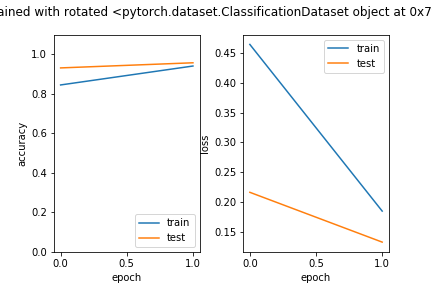 ained with rotated <pytorch.dataset.ClassificationDataset object at 0x7
1.0
0.8
0.6
0.4
0.2
0.0
accuracy
train
test
0.0 0.5 1.0
epoch
0.45
0.40
0.35
0.30
0.25
0.20
0.15
loss
train
test
0.0 0.5 1.0
epoch